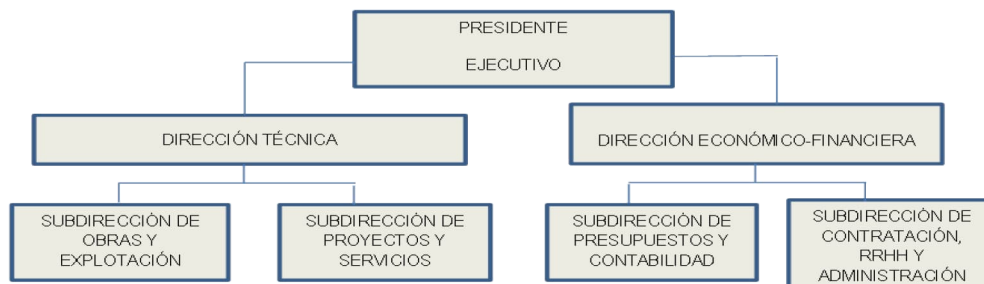 PRESIDENTE
EJECUTIVO
DIRECCIÓN TÉCNICA
DIRECCIÓN ECONÓMICO-FINANCIERA
SUBDIRECCIÓN DE
OBRAS Y
EXPLOTACIÓN
SUBDIRECCIÓN DE
PROYECTOS Y
SERVICIOS
SUBDIRECCIÓN DE
PRESUPUESTOS Y
CONTABILIDAD
SUBDIRECCIÓN DE
CONTRATACIÓN,
RRHH Y
ADMINISTRACIÓN